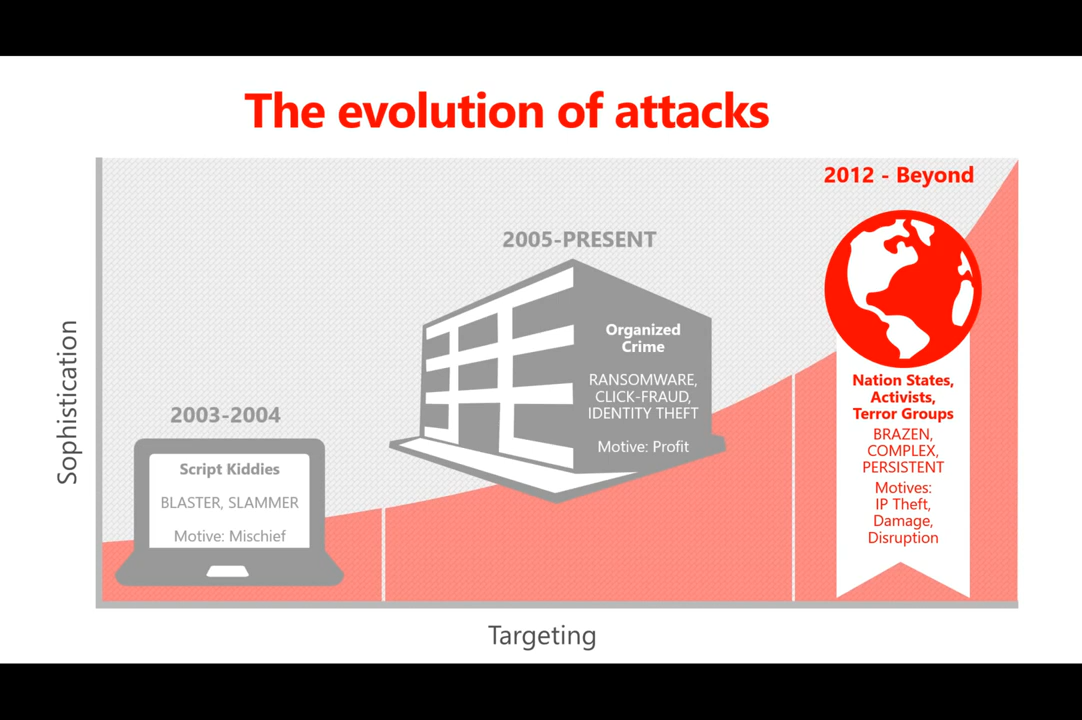 The evolution of attacks
2012 - Beyond
2005-PRESENT
Organized
Crime
RANSOMWARE,
CLICK-FRAUD,
IDENTITY THEFT
Motive: Profit
Nation States,
Activists,
Terror Groups
BRAZEN,
COMPLEX,
PERSISTENT
Motives:
IP Theft,
Damage,
Disruption
2003-2004
Script Kiddies
BLASTER, SLAMMER
Motive: Mischief
Sophistication
Targeting